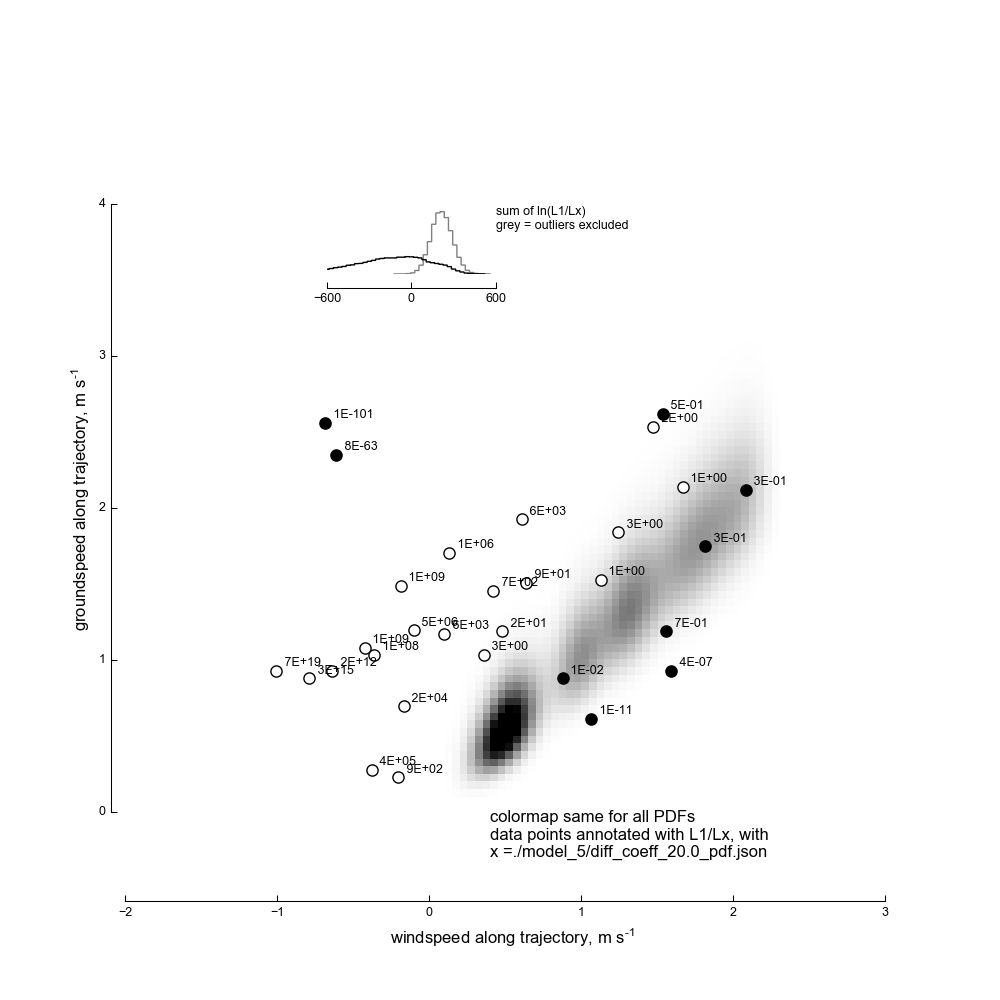 4
sum of ln(L1/Lx)
grey = outliers excluded
−600 0 600
3
5E-01
2E+00
1E-101
8E-63
1E+00
3E-01
2
6E+03
3E+00
3E-01
1E+06
1E+09
7E+02
9E+01
1E+00
5E+06
6E+03
2E+01
7E-01
1E+09
1E+08
3E+00
1
7E+19
3E+15
2E+12
1E-02
4E-07
2E+04
1E-11
4E+05
9E+02
0
groundspeed along trajectory, m s-1
colormap same for all PDFs
data points annotated with L1/Lx, with
x =./model_5/diff_coeff_20.0_pdf.json
−2 −1 0 1 2 3
windspeed along trajectory, m s-1